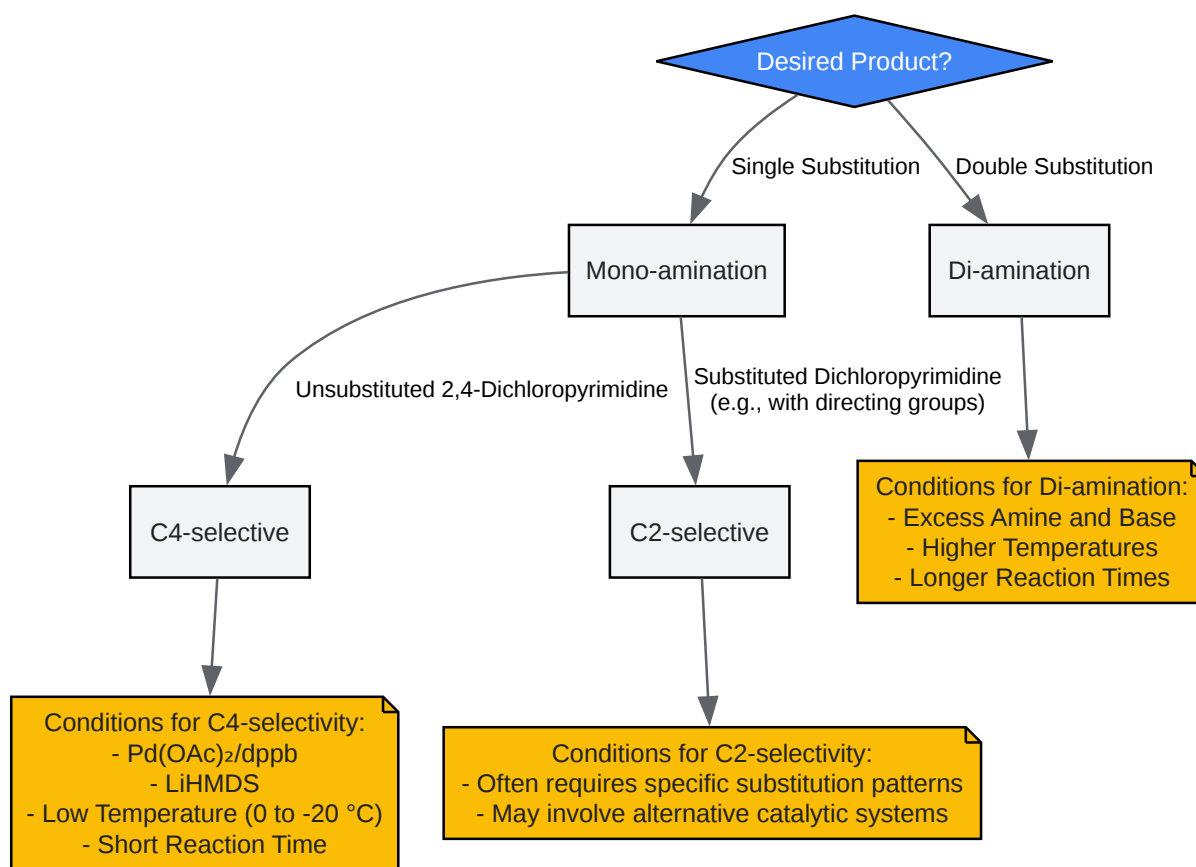 Desired Product?
Single Substitution
Double Substitution
Mono-amination
Di-amination
Unsubstituted 2,4-Dichloropyrimidine
Substituted Dichloropyrimidine
(e.g., with directing groups)
C4-selective
C2-selective
Conditions for Di-amination:
- Excess Amine and Base
- Higher Temperatures
- Longer Reaction Times
Conditions for C4-selectivity:
- Pd(OAc)₂/dppb
- LiHMDS
- Low Temperature (0 to -20 °C)
- Short Reaction Time
Conditions for C2-selectivity:
- Often requires specific substitution patterns
- May involve alternative catalytic systems